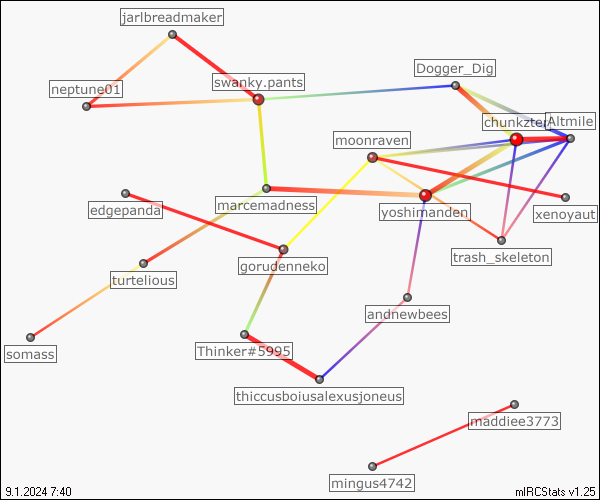 jarlbreadmaker
Dogger_Dig
swanky.pants
neptune01
chunkzter
Altmile
moonraven
marcemadness
edgepanda
yoshimanden
xenoyaut
trash_skeleton
gorudenneko
turtelious
andnewbees
somass
Thinker#5995
thiccusboiusalexusjoneus
maddiee3773
mingus4742
9.1.2024 7:40
mIRCStats v1.25